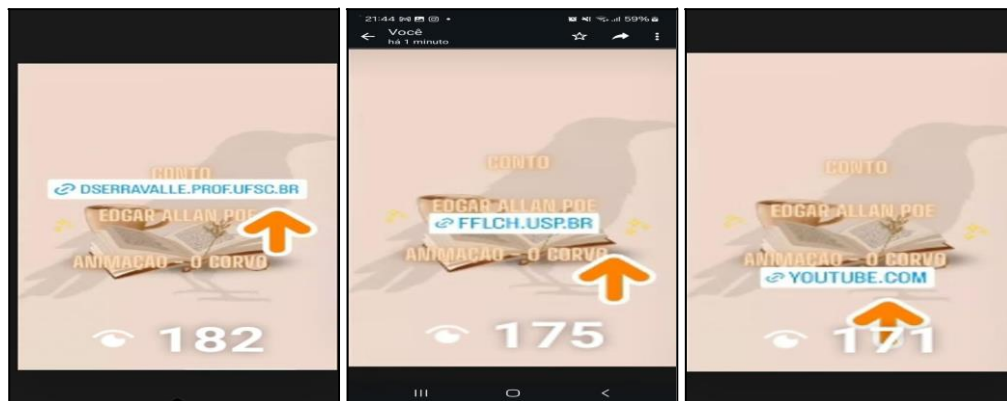 CONTO
DSERRAVALLE.PROF.UFSC.BR
EDGAR ALLAN POE
ANIMAÇÃO - O CORVO
182
21:44
59%
Você
há 1 minuto
CONTO
EDGAR ALLAN POE
FFLCH.USP.BR
ANIMAÇÃO - O CORVO
175
CONTO
EDGAR ALLAN POE
ANIMAÇÃO - O CORVO
YOUTUBE.COM
171